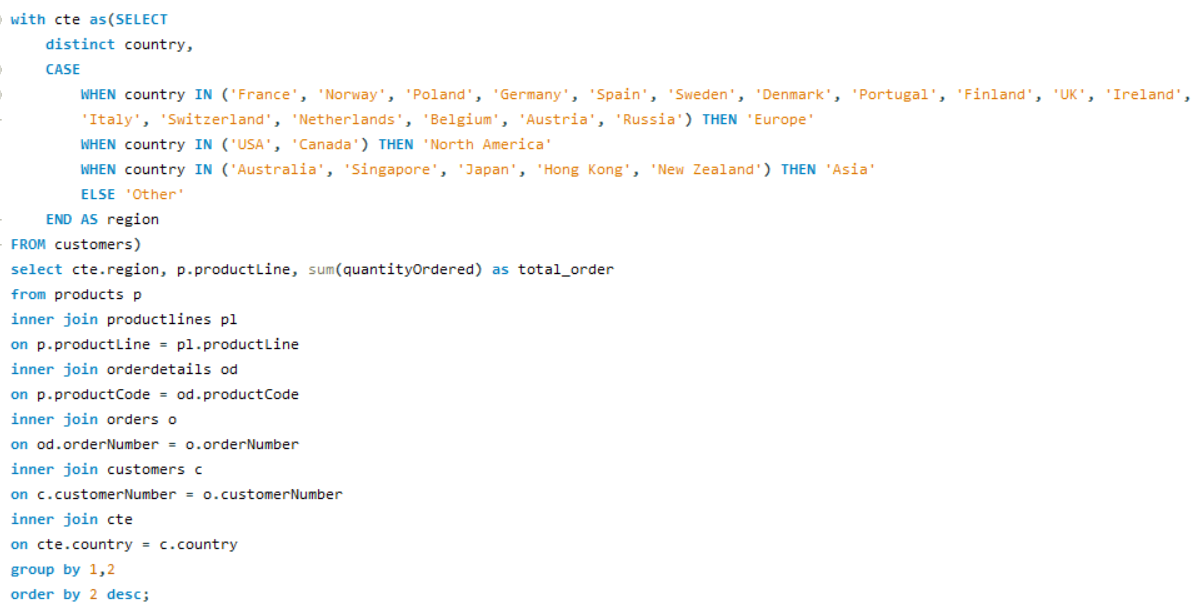 with cte as(SELECT
distinct country,
CASE
WHEN country IN ('France', 'Norway', 'Poland', 'Germany', 'Spain', 'Sweden', 'Denmark', 'Portugal', 'Finland', 'UK', 'Ireland',
'Italy', 'Switzerland', 'Netherlands', 'Belgium', 'Austria', 'Russia') THEN 'Europe'
WHEN country IN ('USA', 'Canada') THEN 'North America'
WHEN country IN ('Australia', 'Singapore', 'Japan', 'Hong Kong', 'New Zealand') THEN 'Asia'
ELSE 'Other'
END AS region
FROM customers)
select cte.region, p.productLine, sum(quantityOrdered) as total_order
from products p
inner join productlines pl
on p.productLine = pl.productLine
inner join orderdetails od
on p.productCode = od.productCode
inner join orders o
on od.orderNumber = o.orderNumber
inner join customers c
on c.customerNumber = o.customerNumber
inner join cte
on cte.country = c.country
group by 1,2
order by 2 desc;